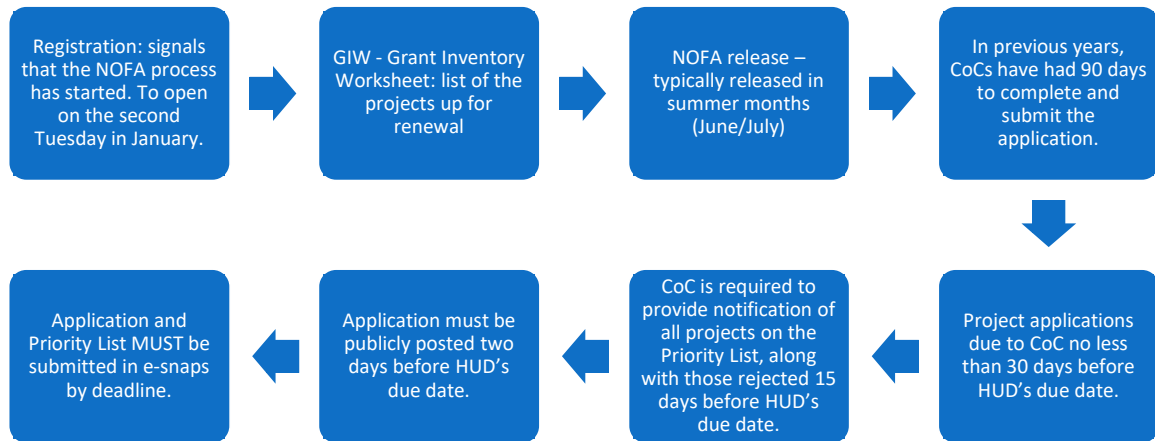 Registration: signals
that the NOFA process
has started. To open
on the second
Tuesday in January.
GIW - Grant Inventory
Worksheet: list of the
projects up for
renewal
NOFA release –
typically released in
summer months
(June/July)
In previous years,
CoCs have had 90 days
to complete and
submit the
application.
Project applications
due to CoC no less
than 30 days before
HUD’s due date.
CoC is required to
provide notification of
all projects on the
Priority List, along
with those rejected 15
days before HUD’s
due date.
Application must be
publicly posted two
days before HUD’s
due date.
Application and
Priority List MUST be
submitted in e-snaps
by deadline.